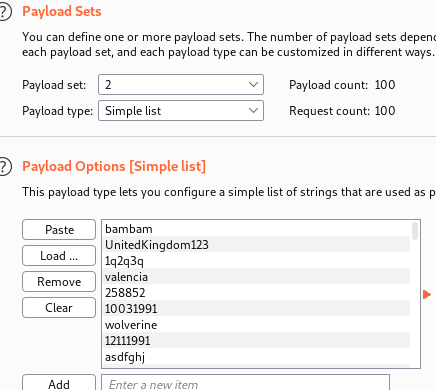 Payload Sets
You can define one or more payload sets. The number of payload sets
each payload set, and each payload type can be customized in different ways.
Payload set: 2 Payload count: 100
Payload type: Simple list Request count: 100
Payload Options [Simple list]
This payload type lets you configure a simple list of strings that are used as
Paste
Load ...
Remove
Clear
bambam
UnitedKingdom123
1q2q3q
valencia
258852
10031991
wolverine
12111991
asdfghj
Add
Enter a new item